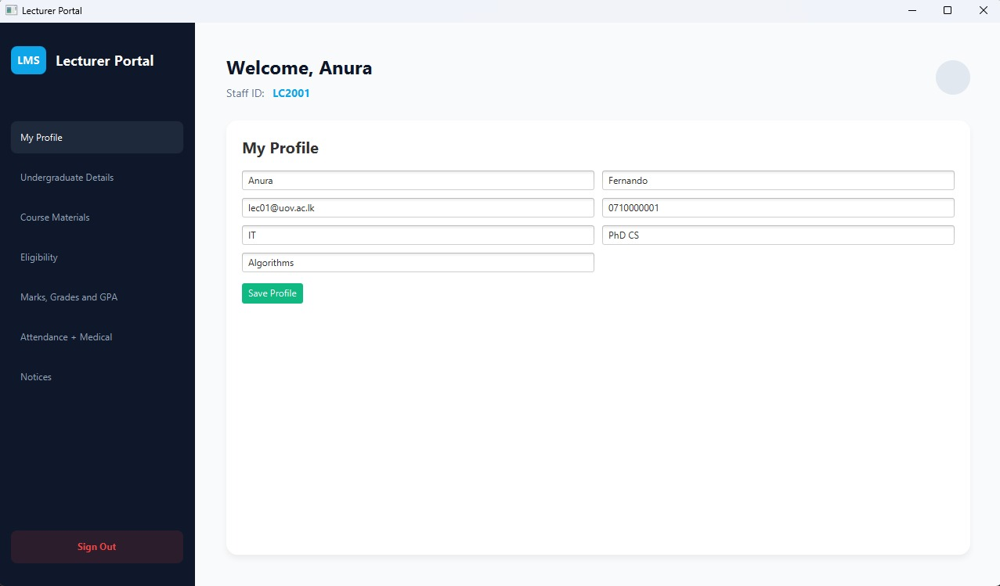 Lecturer Portal
LMS Lecturer Portal
My Profile
Undergraduate Details
Course Materials
Eligibility
Marks, Grades and GPA
Attendance + Medical
Notices
Sign Out
Welcome, Anura
Staff ID: LC2001
My Profile
Anura Fernando
lec01@uov.ac.lk 0710000001
IT PhD CS
Algorithms
Save Profile